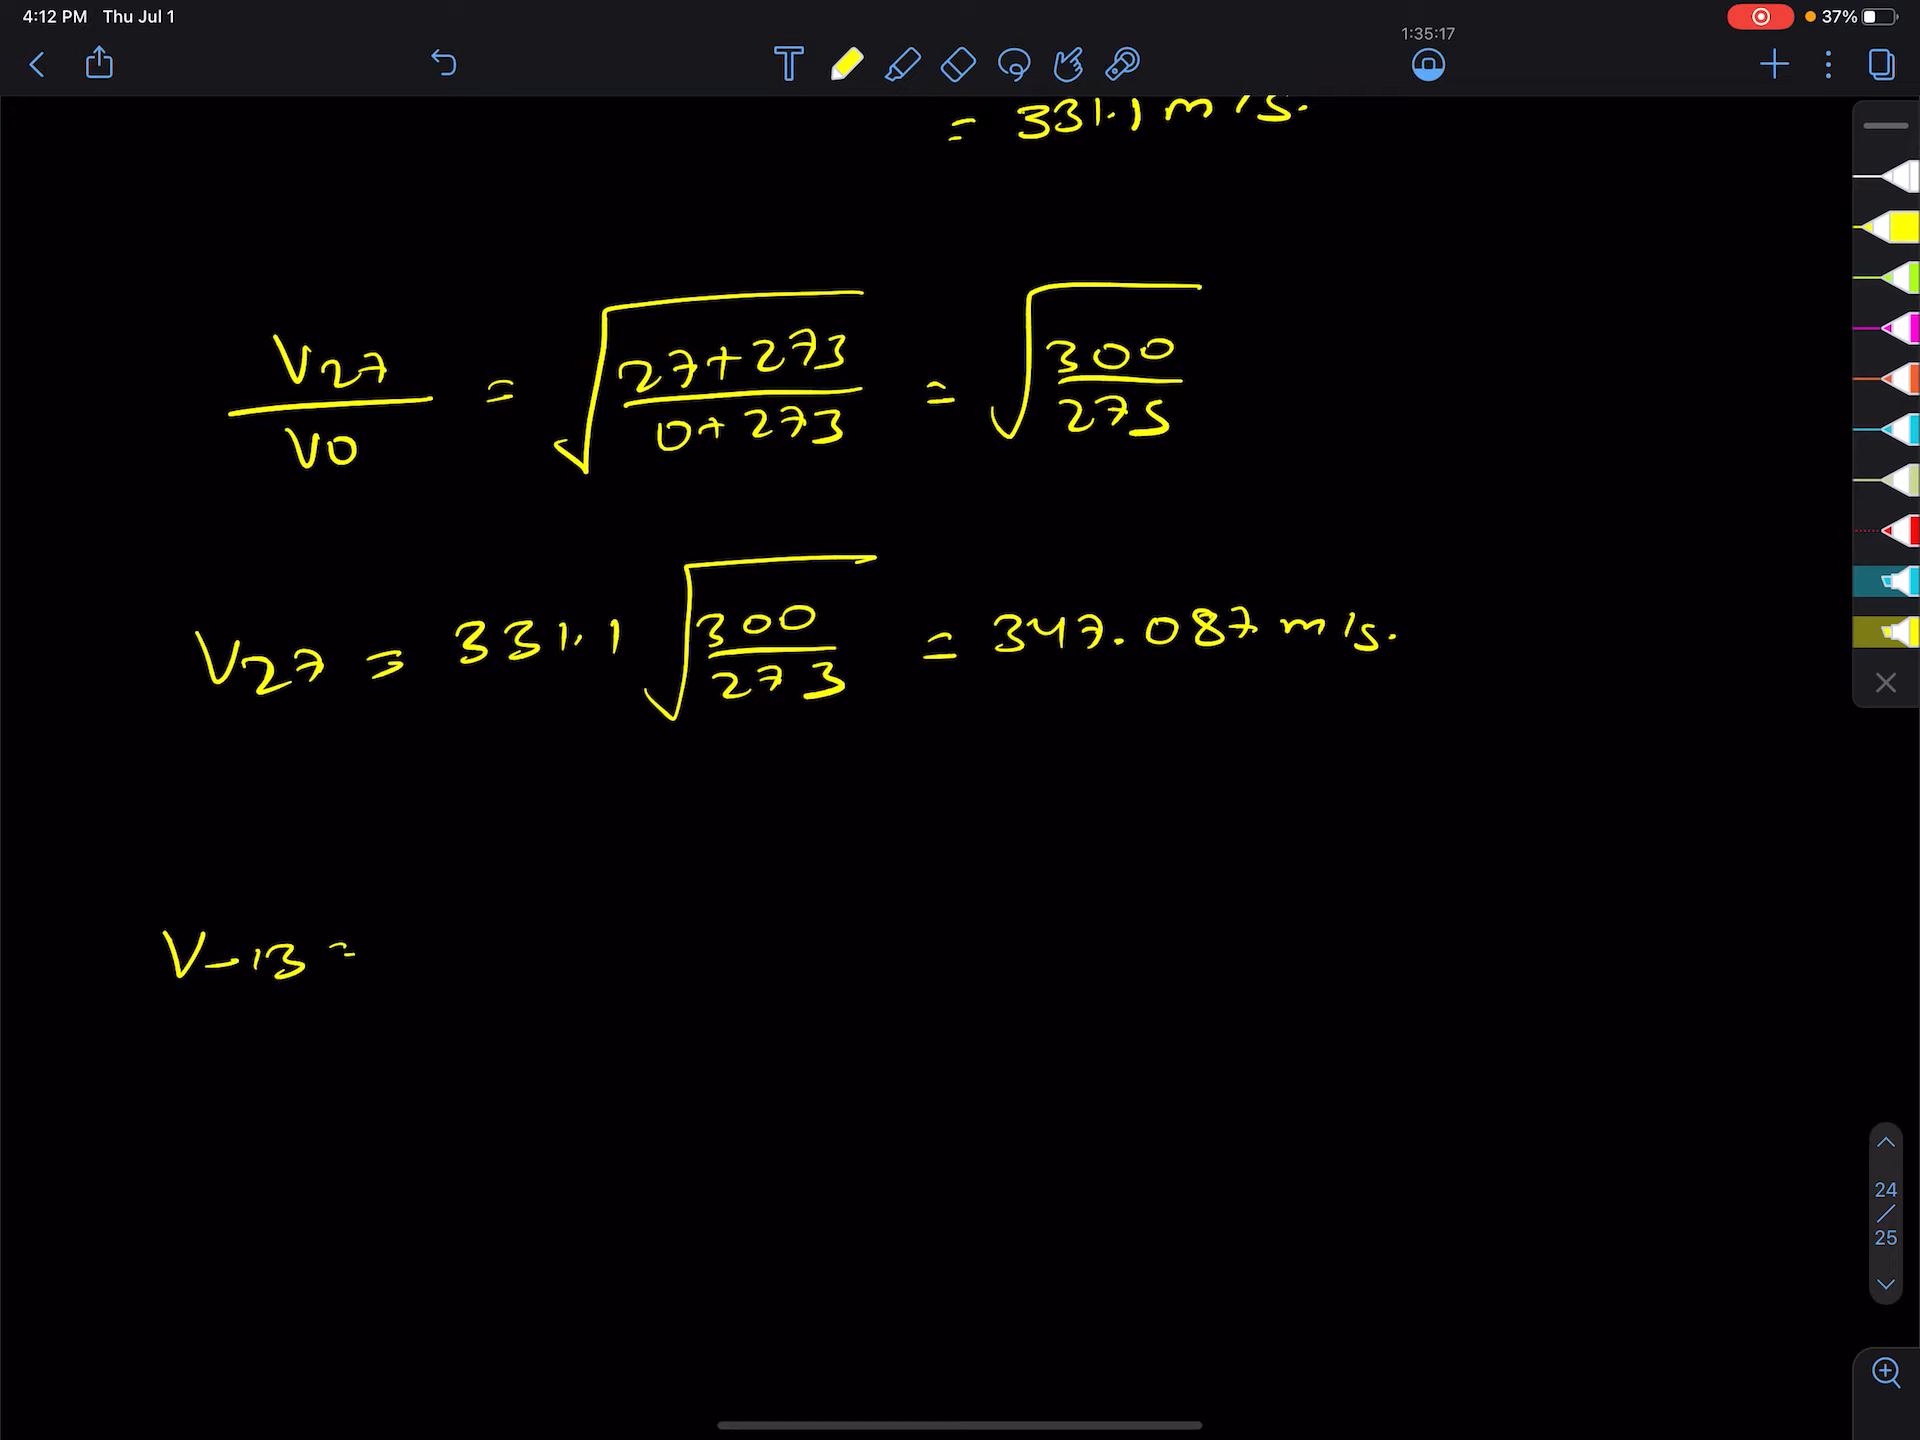 4:12 PM Thu Jul 1
37%
1:35:17
= 331.1 m/s.
V27/V0 = √(27+273/0+273) = √(300/275)
V27 = 331.1 √(300/273) = 347.087 m/s.
V-13 =
24
/
25